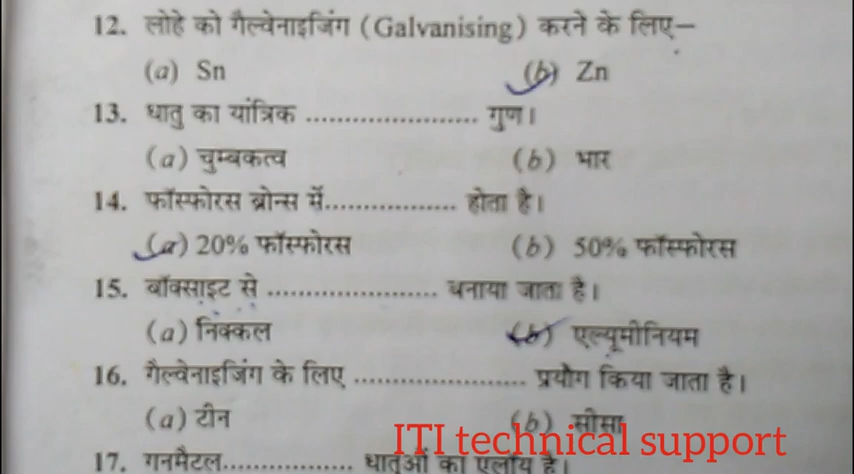 12. लोहे को गैल्वेनाइजिंग (Galvanising) करने के लिए–
(a) Sn (b) Zn
13. धातु का यांत्रिक ...................... गुण।
(a) चुम्बकत्व (b) भार
14. फॉस्फोरस ब्रोन्स में................. होता है।
(a) 20% फॉस्फोरस (b) 50% फॉस्फोरस
15. बॉक्साइट से ...................... बनाया जाता है।
(a) निक्कल (b) एल्यूमीनियम
16. गैल्वेनाइजिंग के लिए ...................... प्रयोग किया जाता है।
(a) टीन (b) सीसा
ITI technical support
17. गनमैटल................. धातुओं का एलॉय है।